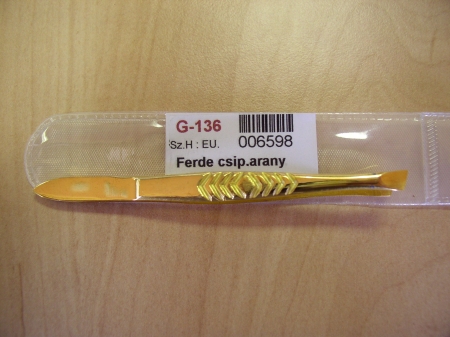 G-136
Sz.H : EU. 006598
Ferde csip.arany